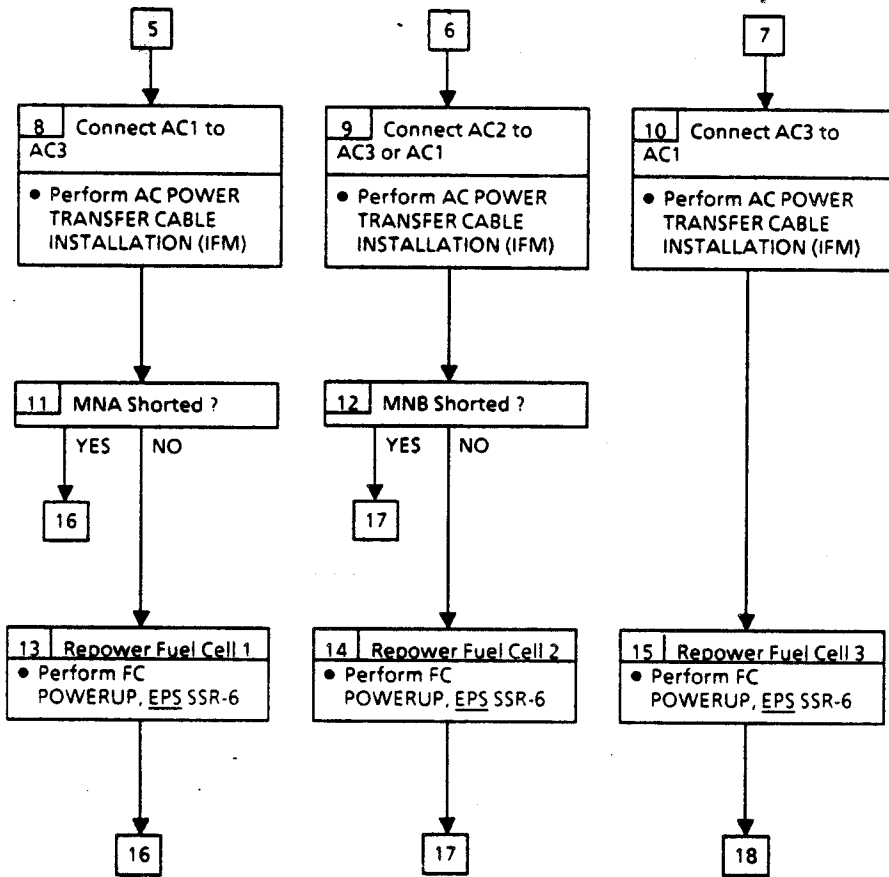 5
6
7
8 Connect AC1 to
AC3
• Perform AC POWER
TRANSFER CABLE
INSTALLATION (IFM)
9 Connect AC2 to
AC3 or AC1
• Perform AC POWER
TRANSFER CABLE
INSTALLATION (IFM)
10 Connect AC3 to
AC1
• Perform AC POWER
TRANSFER CABLE
INSTALLATION (IFM)
11 MNA Shorted ?
YES NO
16
12 MNB Shorted ?
YES NO
17
13 Repower Fuel Cell 1
• Perform FC
POWERUP, EPS SSR-6
14 Repower Fuel Cell 2
• Perform FC
POWERUP, EPS SSR-6
15 Repower Fuel Cell 3
• Perform FC
POWERUP, EPS SSR-6
16
17
18